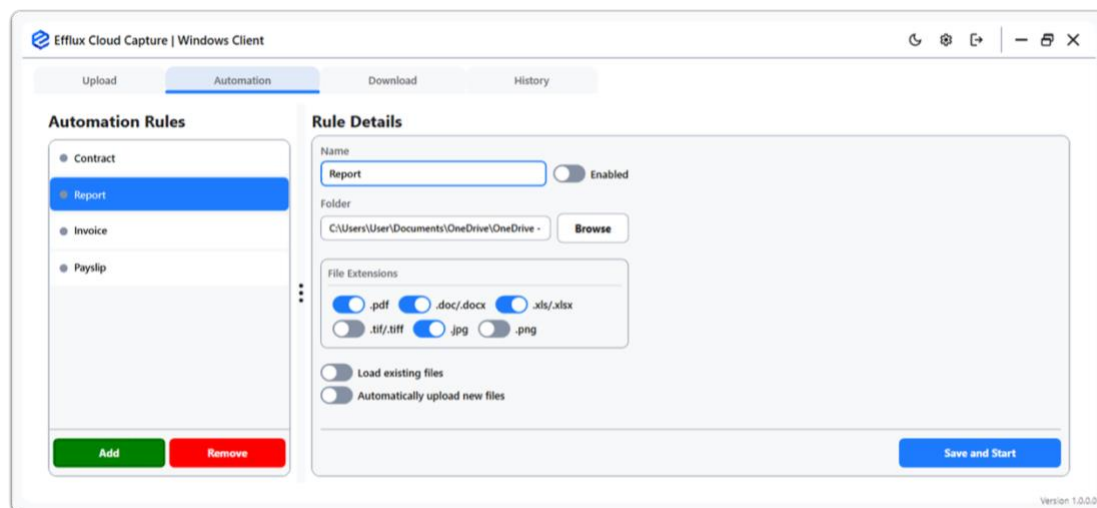 Efflux Cloud Capture | Windows Client
Upload
Automation
Download
History
Automation Rules
Contract
Report
Invoice
Payslip
Add
Remove
Rule Details
Name
Report
Enabled
Folder
C:\Users\User\Documents\OneDrive\OneDrive -
Browse
File Extensions
.pdf
.doc/.docx
.xls/.xlsx
.tif/.tiff
.jpg
.png
Load existing files
Automatically upload new files
Save and Start
Version 1.0.0.0